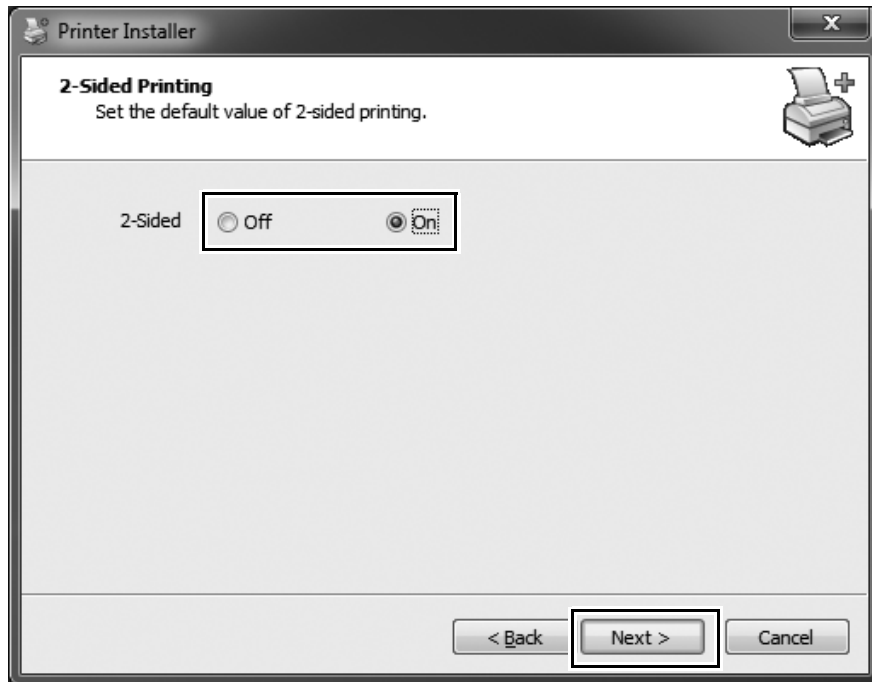 Printer Installer
2-Sided Printing
Set the default value of 2-sided printing.
2-Sided Off On
< Back Next > Cancel